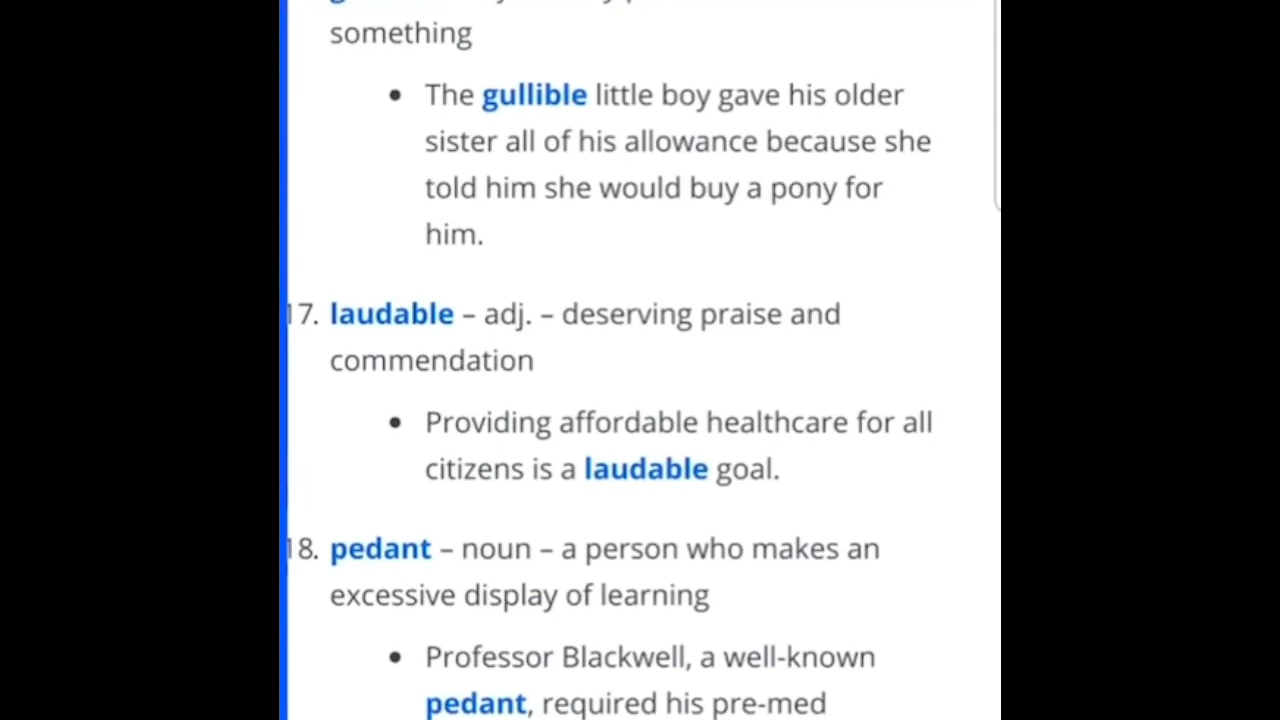 something
• The gullible little boy gave his older
sister all of his allowance because she
told him she would buy a pony for
him.
17. laudable – adj. – deserving praise and
commendation
• Providing affordable healthcare for all
citizens is a laudable goal.
18. pedant – noun – a person who makes an
excessive display of learning
• Professor Blackwell, a well-known
pedant, required his pre-med